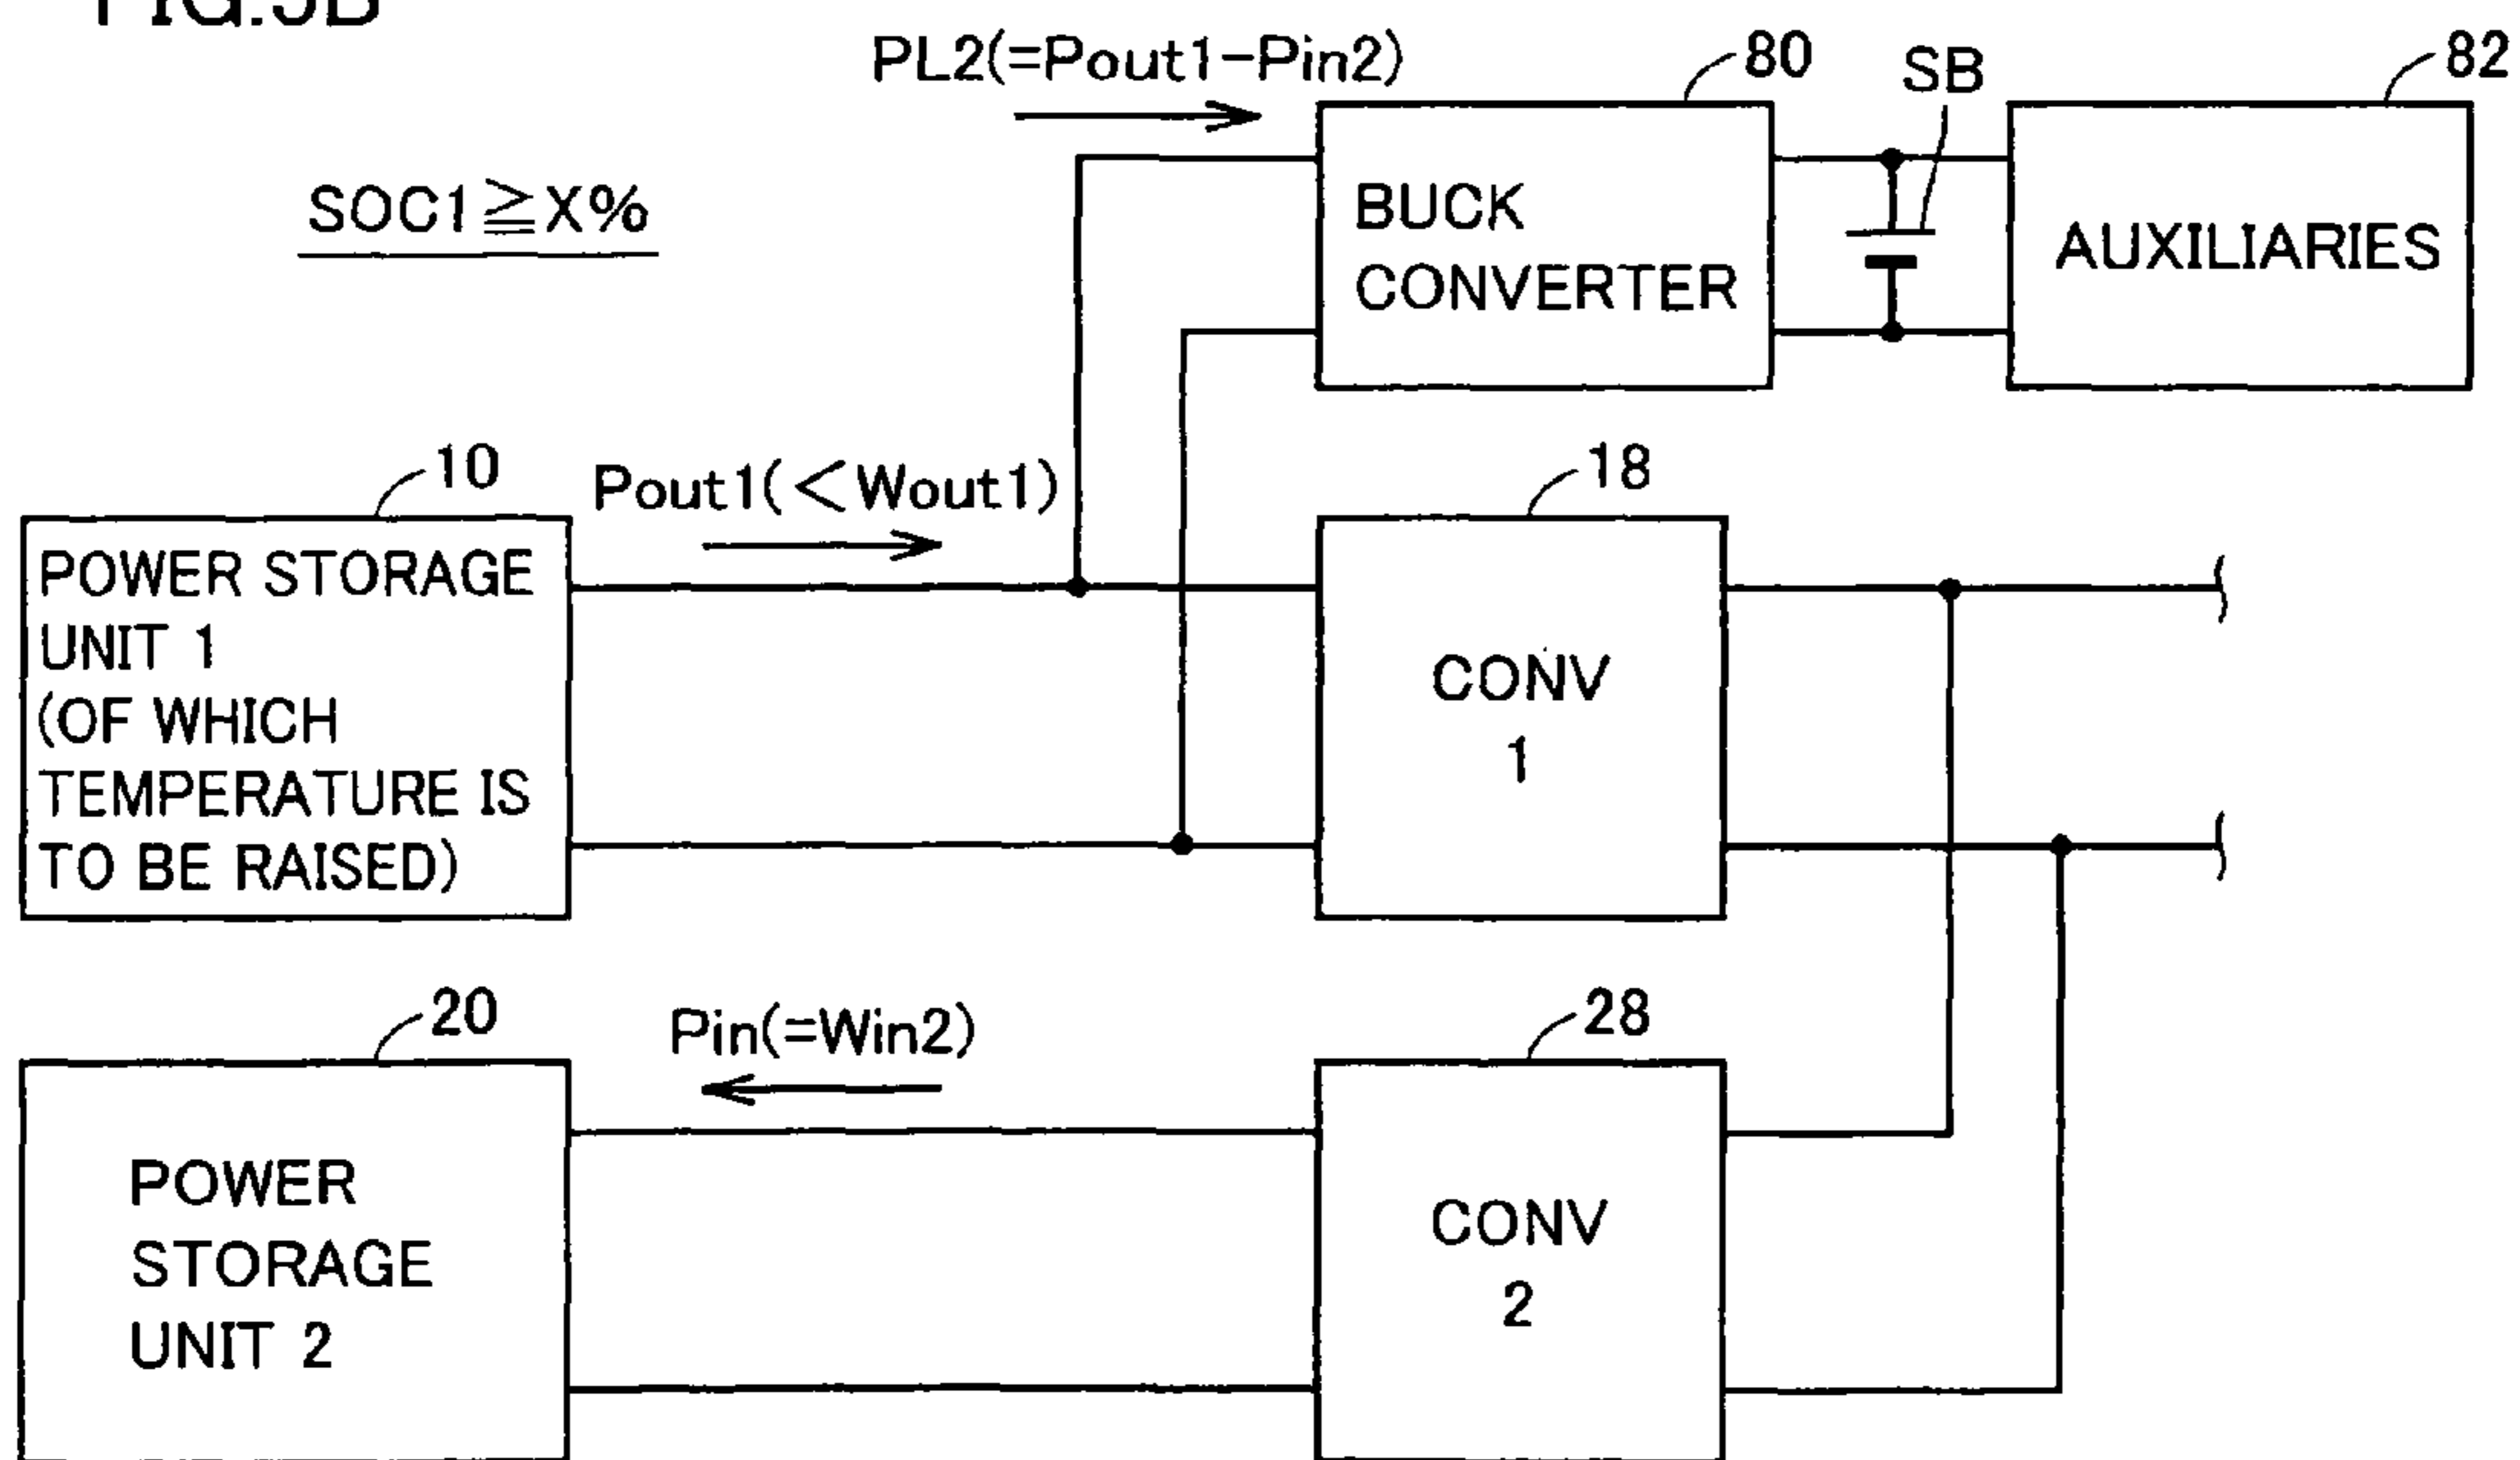 PL2(=Pout1-Pin2)
80
SB
82
SOC1≧X%
BUCK
CONVERTER
AUXILIARIES
10
Pout1(<Wout1)
18
POWER STORAGE
UNIT 1
(OF WHICH
TEMPERATURE IS
TO BE RAISED)
CONV
1
20
Pin(=Win2)
28
POWER
STORAGE
UNIT 2
CONV
2